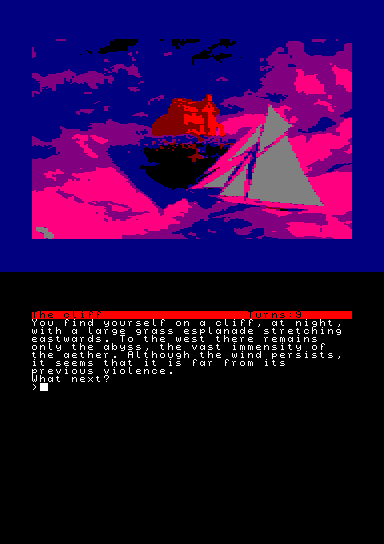 The cliff Turns:9
You find yourself on a cliff, at night,
with a large grass esplanade stretching
eastwards. To the west there remains
only the abyss, the vast immensity of
the aether. Although the wind persists,
it seems that it is far from its
previous violence.
What next?
>